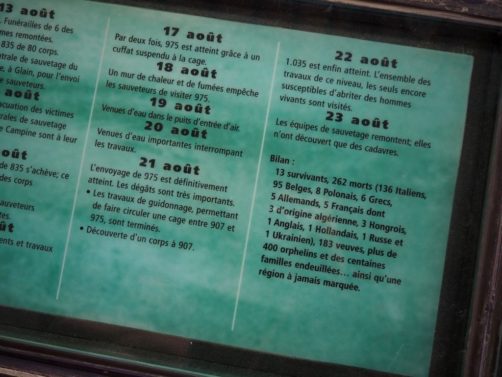 13 août
. Funérailles de 6 des
mes remontées.
835 de 80 corps.
ntrale de sauvetage du
e, à Glain, pour l'envoi
sauveteurs.
août
acuation des victimes
trales de sauvetage
Campine sont à leur
août
de 835 s'achève; ce
des corps
auveteurs
tes.
ût
ents et travaux
17 août
Par deux fois, 975 est atteint grâce à un
cuffat suspendu à la cage.
18 août
Un mur de chaleur et de fumées empêche
les sauveteurs de visiter 975.
19 août
Venues d'eau dans le puits d'entrée d'air.
20 août
Venues d'eau importantes interrompant
les travaux.
21 août
L'envoyage de 975 est définitivement
atteint. Les dégâts sont très importants.
• Les travaux de guidonnage, permettant
de faire circuler une cage entre 907 et
975, sont terminés.
• Découverte d'un corps à 907.
22 août
1.035 est enfin atteint. L'ensemble des
travaux de ce niveau, les seuls encore
susceptibles d'abriter des hommes
vivants sont visités.
23 août
Les équipes de sauvetage remontent; elles
n'ont découvert que des cadavres.
Bilan :
13 survivants, 262 morts (136 Italiens,
95 Belges, 8 Polonais, 6 Grecs,
5 Allemands, 5 Français dont
3 d'origine algérienne, 3 Hongrois,
1 Anglais, 1 Hollandais, 1 Russe et
1 Ukrainien), 183 veuves, plus de
400 orphelins et des centaines
familles endeuillées... ainsi qu'une
région à jamais marquée.